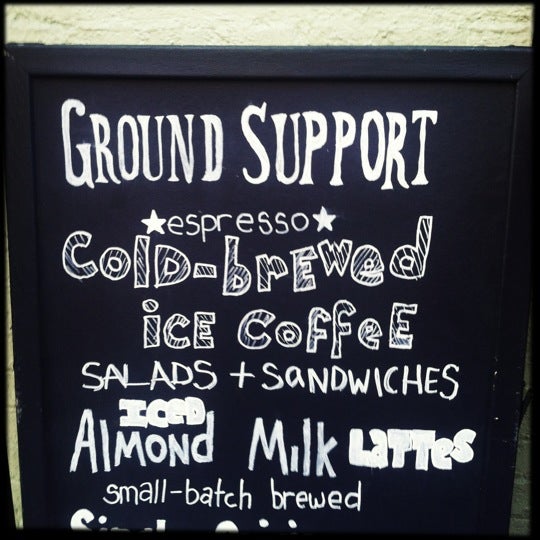 GROUND SUPPORT
★espresso★
COLD-brEWed
iCE COFFEE
SALADS + SANDWICHES
ICED
AlMOND Milk LATTES
small-batch brewed